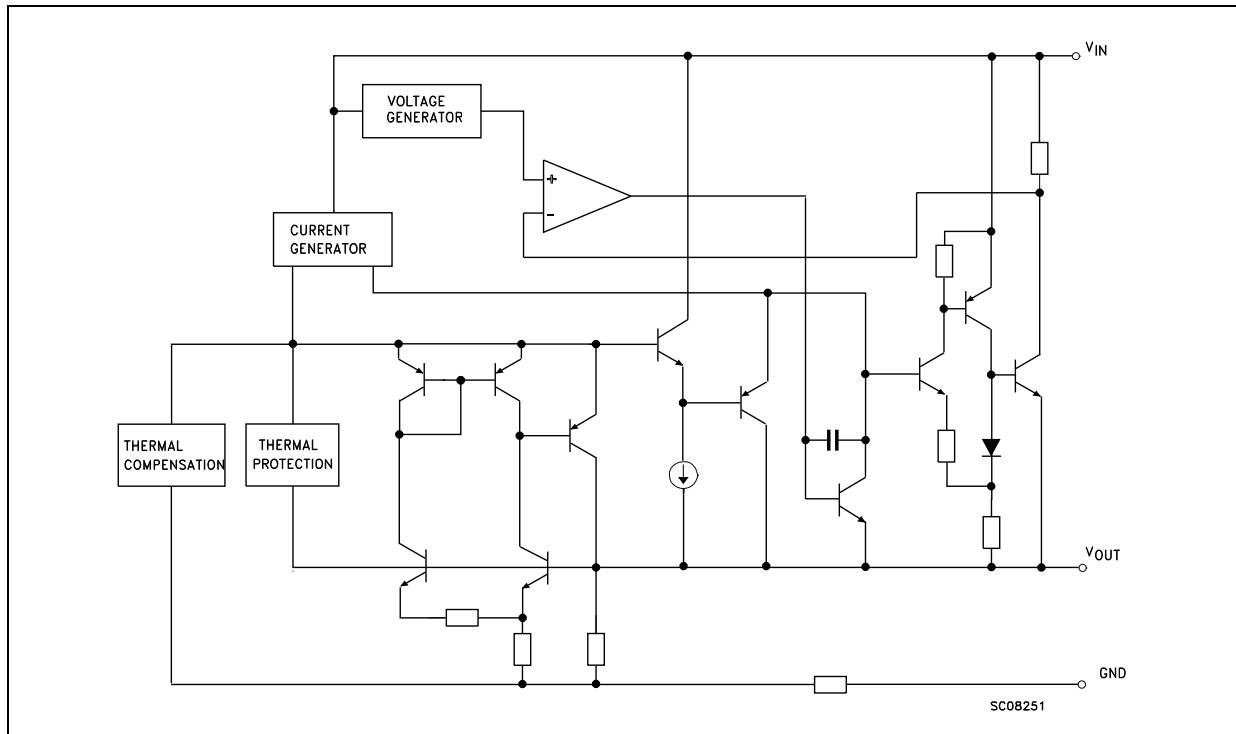 VIN
VOLTAGE
GENERATOR
+
-
CURRENT
GENERATOR
THERMAL
COMPENSATION
THERMAL
PROTECTION
VOUT
GND
SC08251